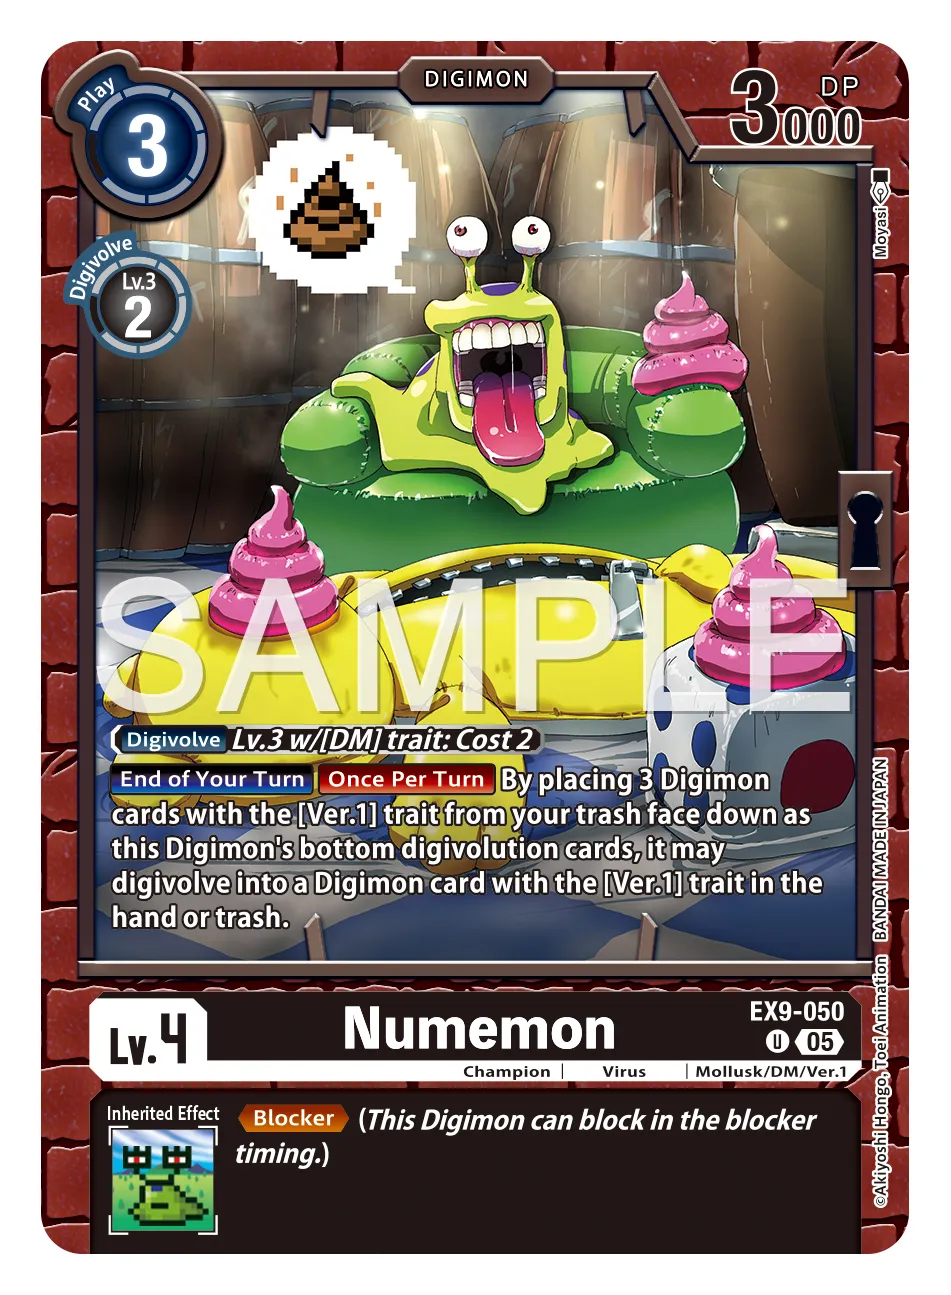 DIGIMON
Play
3
DP
3000
Digivolve
Lv.3
2
Moyasi
SAMPLE
Digivolve Lv.3 w/[DM] trait: Cost 2
End of Your Turn Once Per Turn By placing 3 Digimon
cards with the [Ver.1] trait from your trash face down as
this Digimon's bottom digivolution cards, it may
digivolve into a Digimon card with the [Ver.1] trait in the
hand or trash.
©Akiyoshi Hongo, Toei Animation BANDAI MADE IN JAPAN
Lv.4
Numemon
EX9-050
U 05
Champion | Virus | Mollusk/DM/Ver.1
Inherited Effect
Blocker (This Digimon can block in the blocker
timing.)